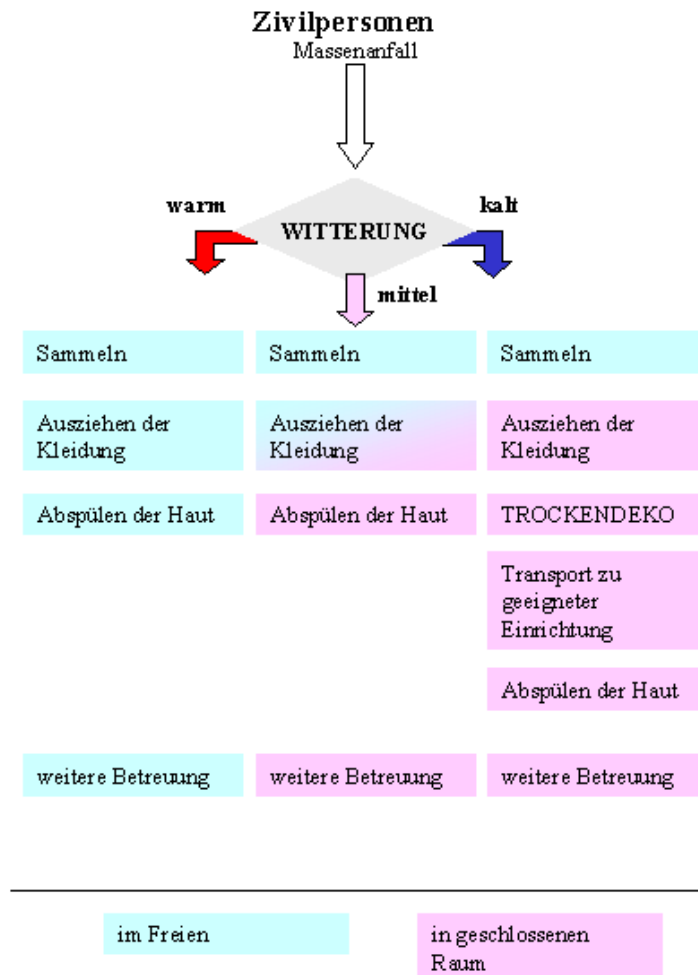 Zivilpersonen
Massenanfall
warm
kalt
WITTERUNG
mittel
Sammeln
Sammeln
Sammeln
Ausziehen der
Kleidung
Ausziehen der
Kleidung
Ausziehen der
Kleidung
Abspülen der Haut
Abspülen der Haut
TROCKENDEKO
Transport zu
geeigneter
Einrichtung
Abspülen der Haut
weitere Betreuung
weitere Betreuung
weitere Betreuung
im Freien
in geschlossenen
Raum